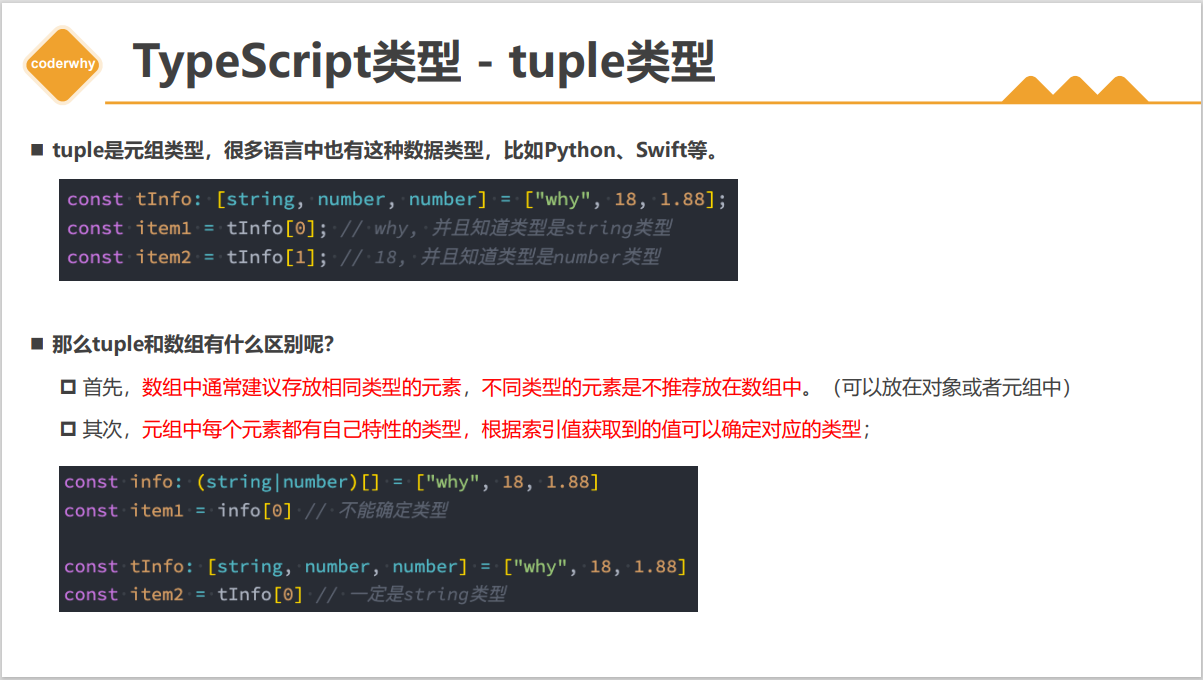 coderwhy
TypeScript类型 - tuple类型
tuple是元组类型，很多语言中也有这种数据类型，比如Python、Swift等。
const tInfo: [string, number, number] = ["why", 18, 1.88];
const item1 = tInfo[0]; // why, 并且知道类型是string类型
const item2 = tInfo[1]; // 18, 并且知道类型是number类型
那么tuple和数组有什么区别呢？
首先，数组中通常建议存放相同类型的元素，不同类型的元素是不推荐放在数组中。（可以放在对象或者元组中）
其次，元组中每个元素都有自己特性的类型，根据索引值获取到的值可以确定对应的类型；
const info: (string|number)[] = ["why", 18, 1.88]
const item1 = info[0] // 不能确定类型
const tInfo: [string, number, number] = ["why", 18, 1.88]
const item2 = tInfo[0] // 一定是string类型